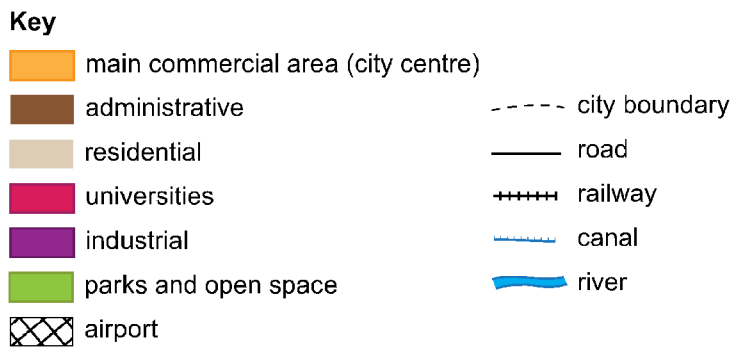 Key
main commercial area (city centre)
administrative
residential
universities
industrial
parks and open space
airport
city boundary
road
railway
canal
river